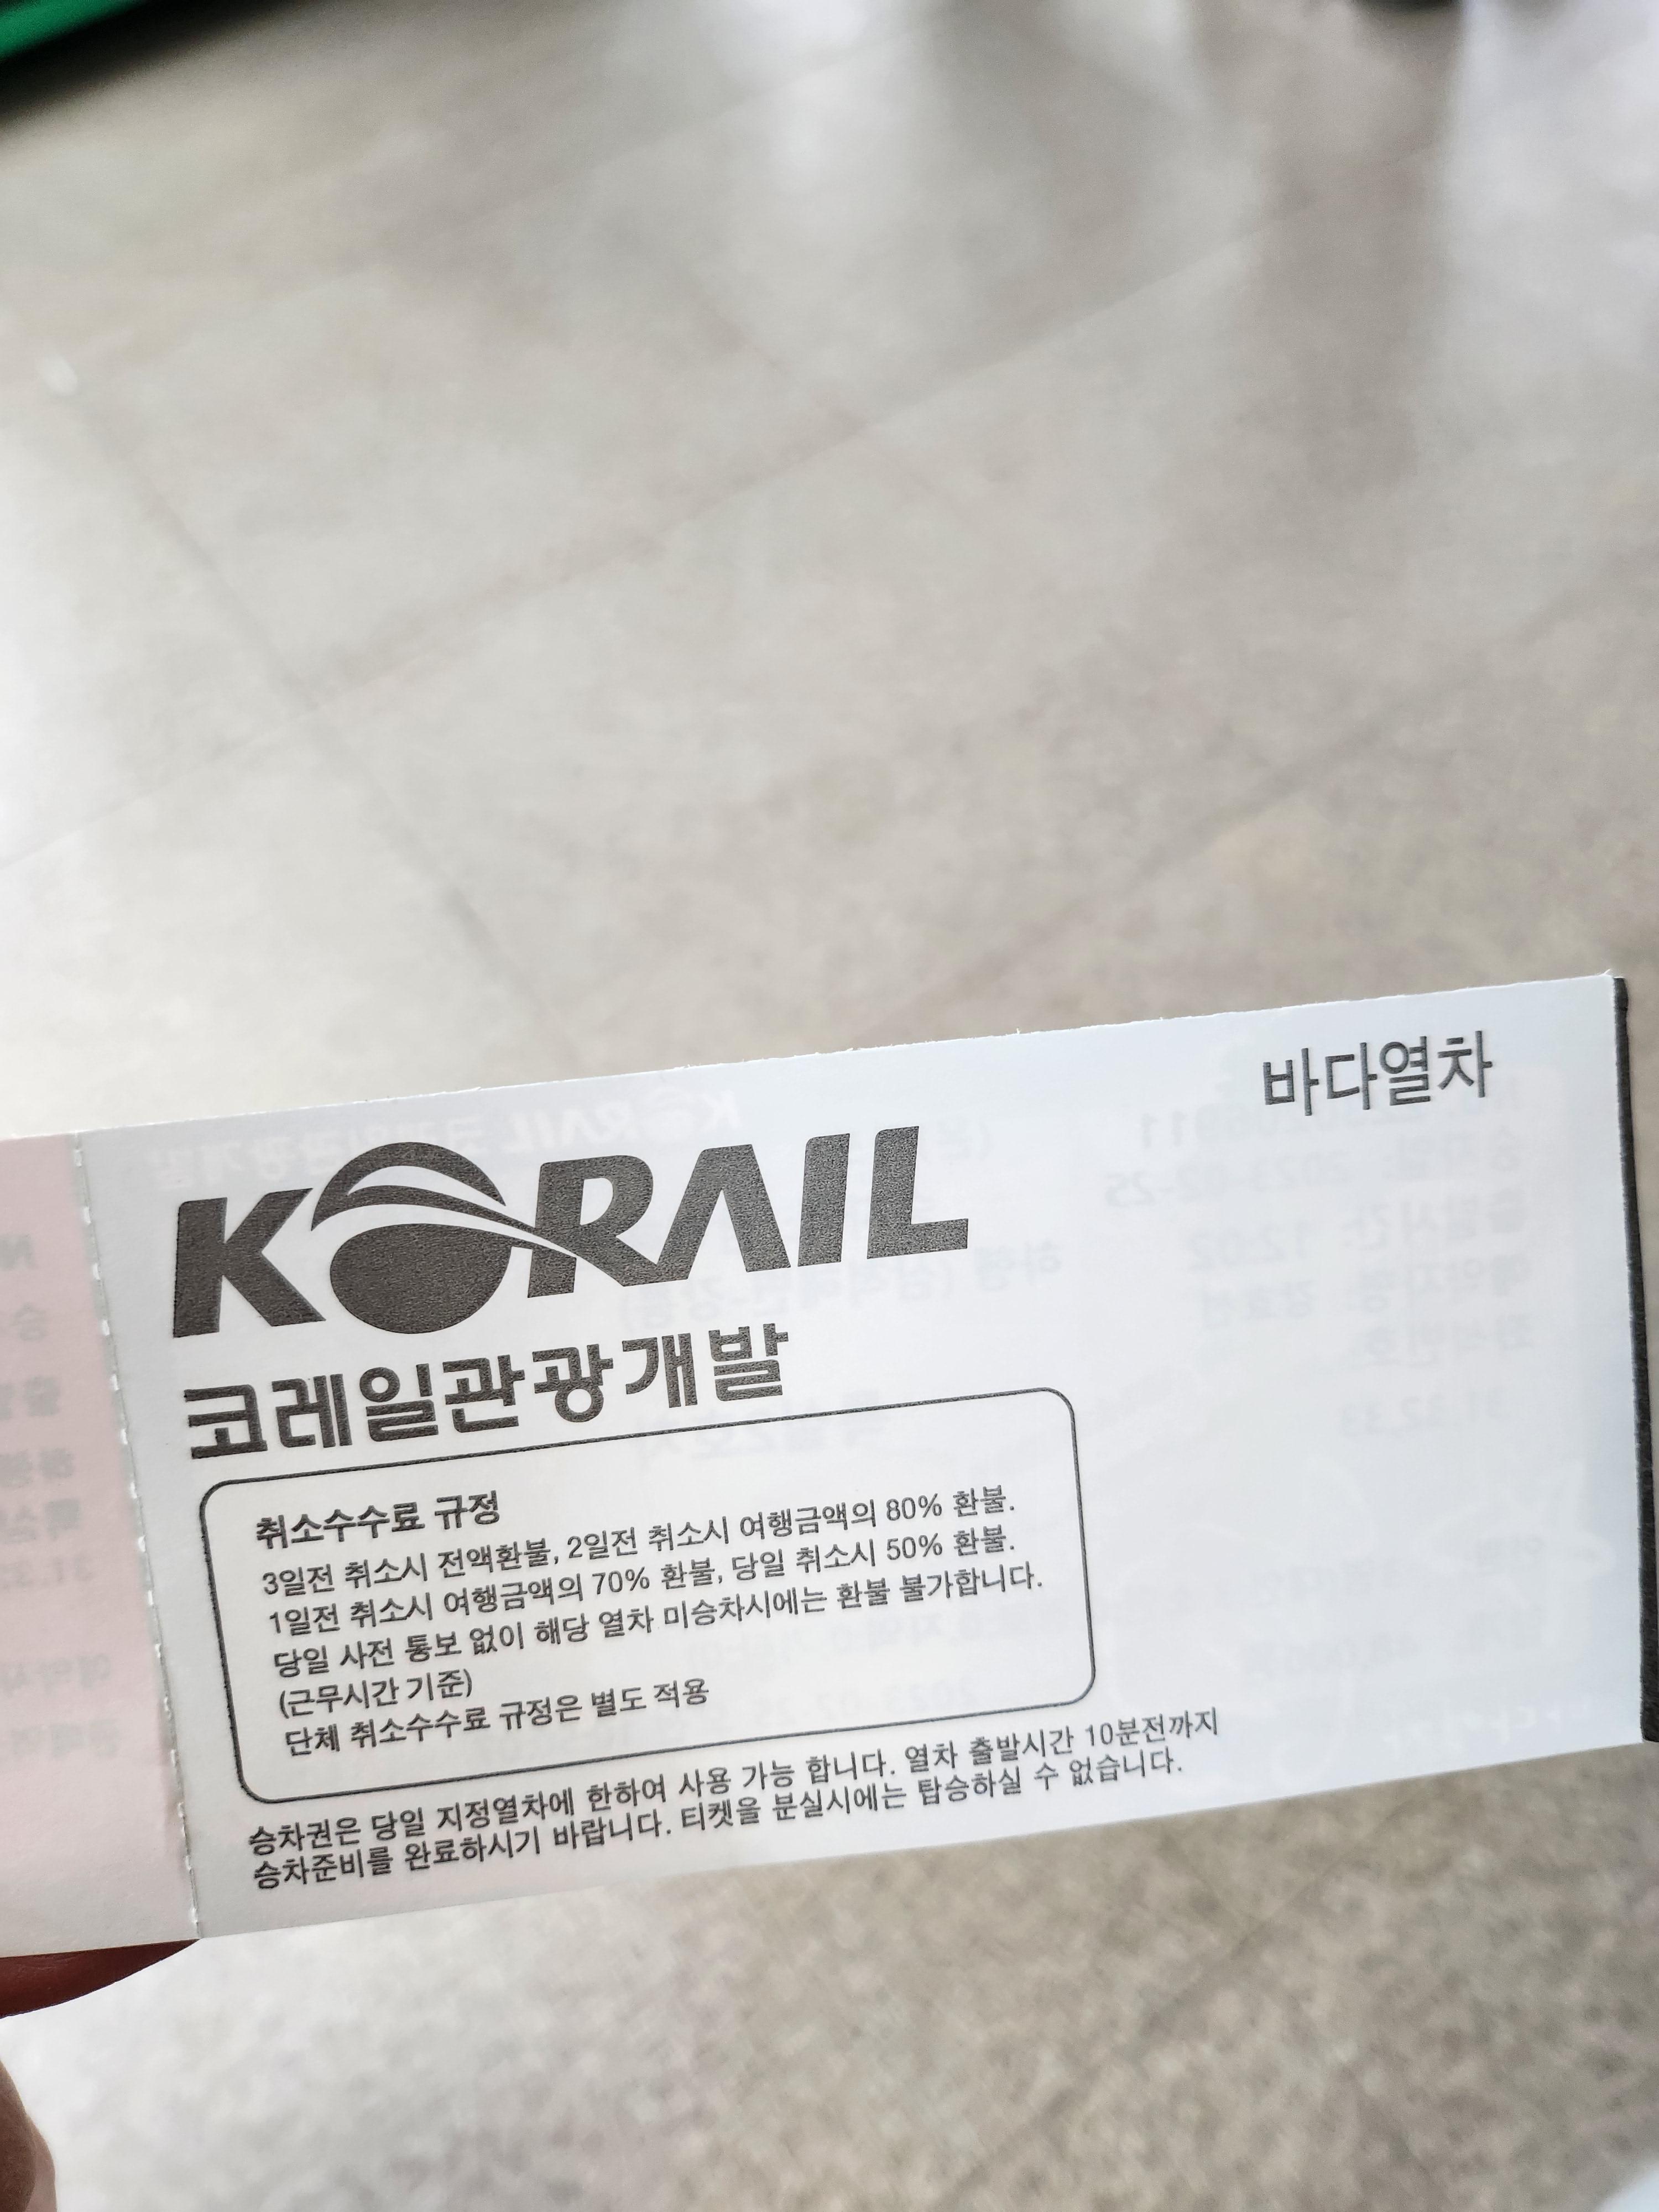 바다열차
KORAIL
코레일관광개발
취소수수료 규정
3일전 취소시 전액환불, 2일전 취소시 여행금액의 80% 환불.
1일전 취소시 여행금액의 70% 환불, 당일 취소시 50% 환불.
당일 사전 통보 없이 해당 열차 미승차시에는 환불 불가합니다.
(근무시간 기준)
단체 취소수수료 규정은 별도 적용
승차권은 당일 지정열차에 한하여 사용 가능 합니다. 열차 출발시간 10분전까지
승차준비를 완료하시기 바랍니다. 티켓을 분실시에는 탑승하실 수 없습니다.